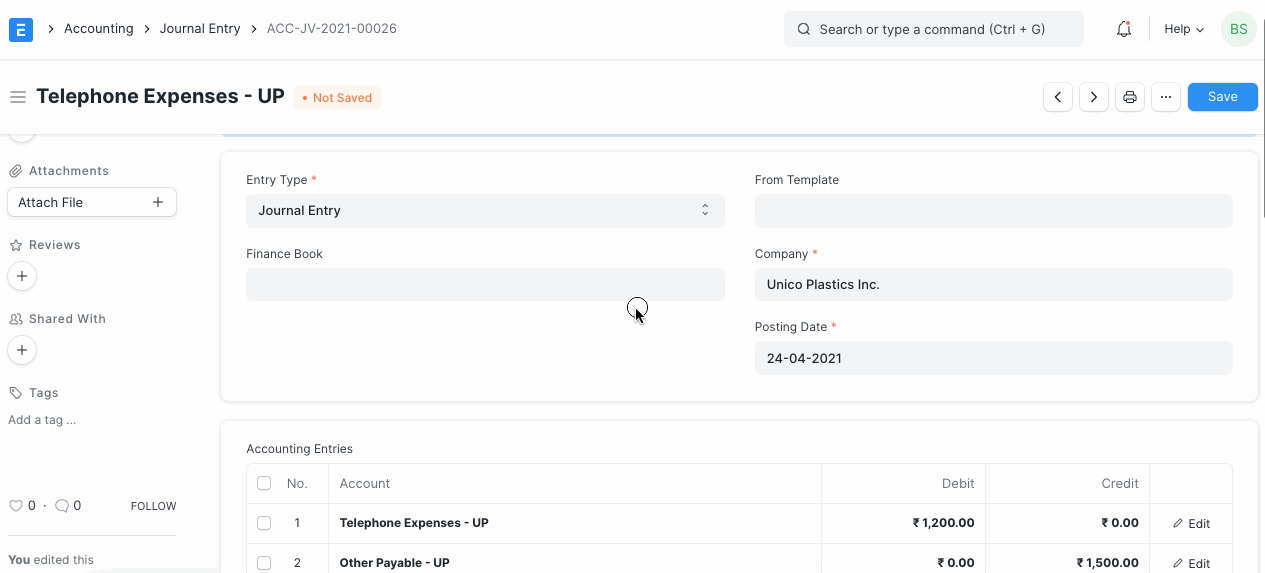 E > Accounting > Journal Entry > ACC-JV-2021-00026
Search or type a command (Ctrl + G)
Help
BS
Telephone Expenses - UP
• Not Saved
...
Save
Attachments
Attach File +
Reviews
+
Shared With
+
Tags
Add a tag ...
0 · 0 FOLLOW
You edited this
Entry Type *
Journal Entry
From Template
Finance Book
Company *
Unico Plastics Inc.
Posting Date *
24-04-2021
Accounting Entries
No. Account Debit Credit
1 Telephone Expenses - UP ₹ 1,200.00 ₹ 0.00 Edit
2 Other Payable - UP ₹ 0.00 ₹ 1,500.00 Edit